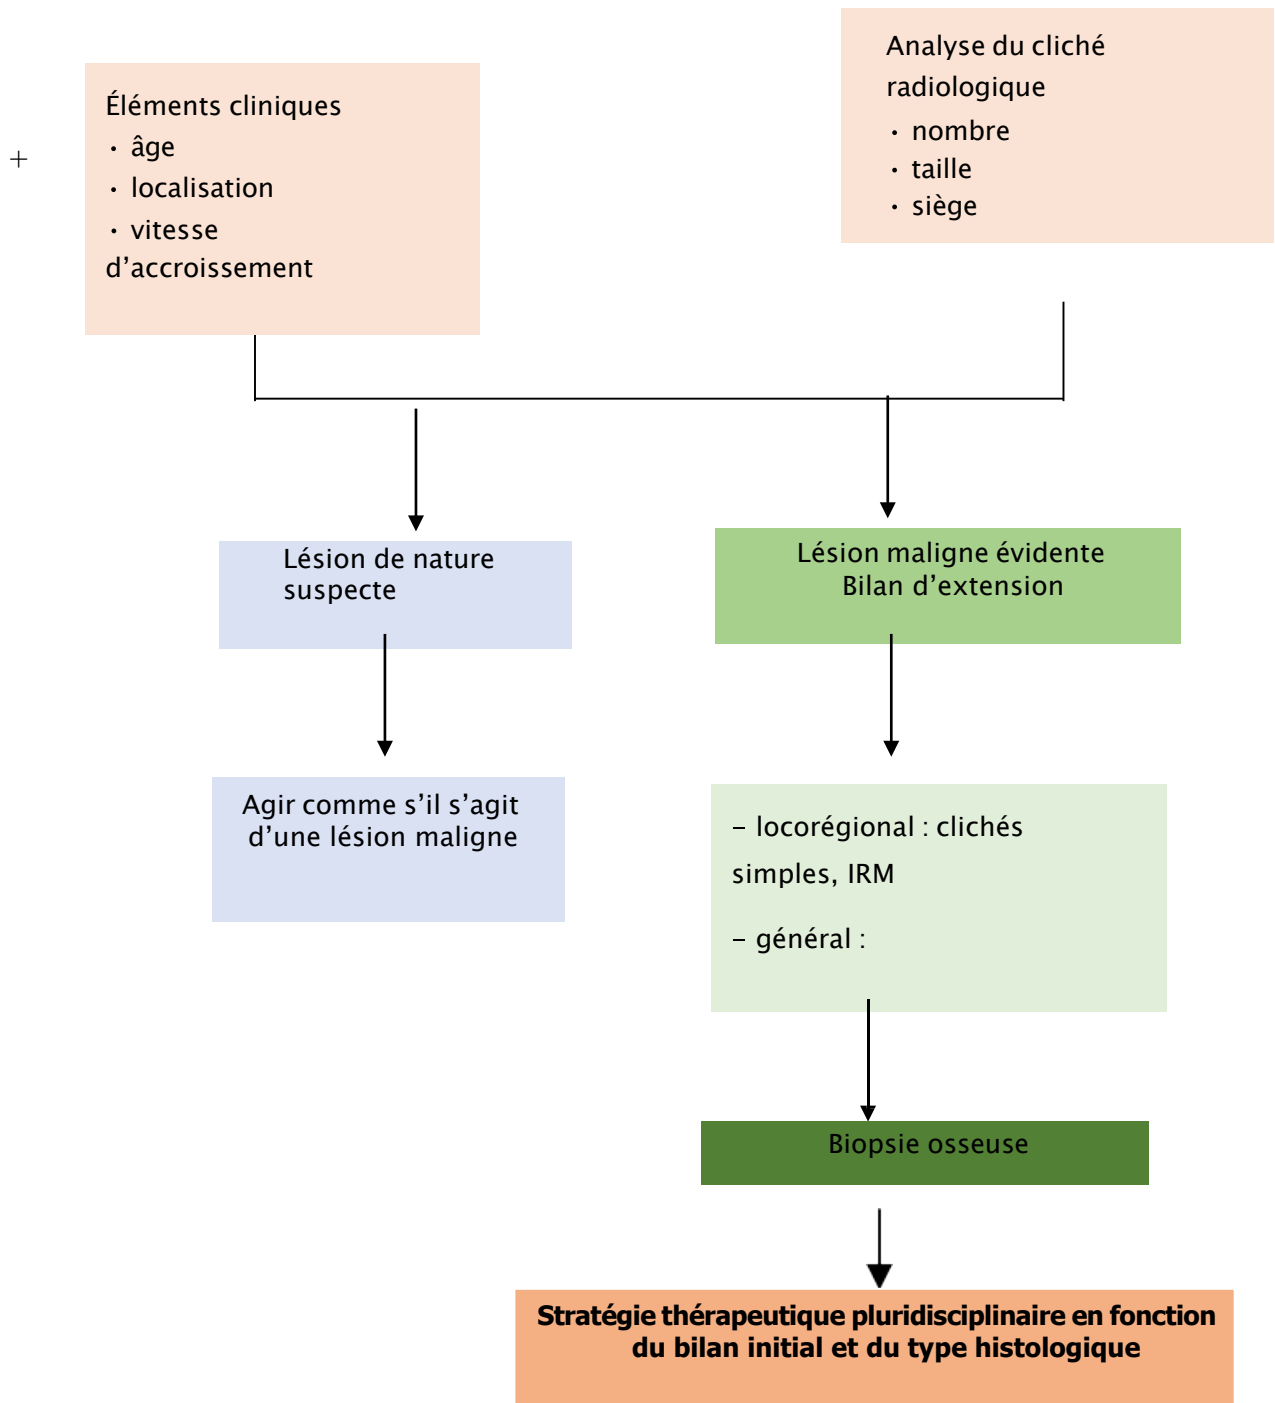 Analyse du cliché
radiologique
• nombre
• taille
• siège
+
Éléments cliniques
• âge
• localisation
• vitesse
d’accroissement
Lésion de nature
suspecte
Lésion maligne évidente
Bilan d’extension
Agir comme s’il s’agit
d’une lésion maligne
– locorégional : clichés
simples, IRM
– général :
Biopsie osseuse
Stratégie thérapeutique pluridisciplinaire en fonction
du bilan initial et du type histologique